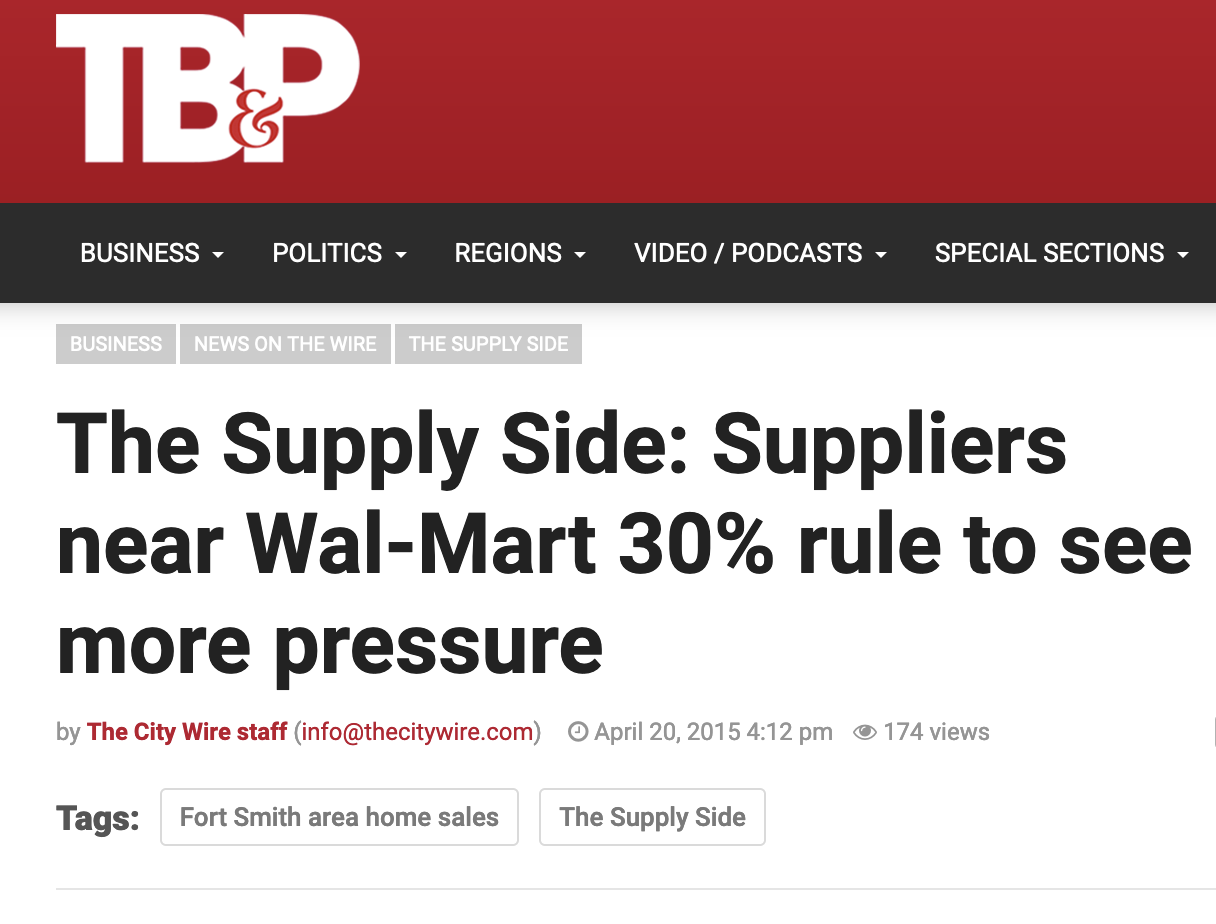 TB&P
BUSINESS POLITICS REGIONS VIDEO / PODCASTS SPECIAL SECTIONS
BUSINESS NEWS ON THE WIRE THE SUPPLY SIDE
The Supply Side: Suppliers
near Wal-Mart 30% rule to see
more pressure
by The City Wire staff (info@thecitywire.com) April 20, 2015 4:12 pm 174 views
Tags: Fort Smith area home sales The Supply Side